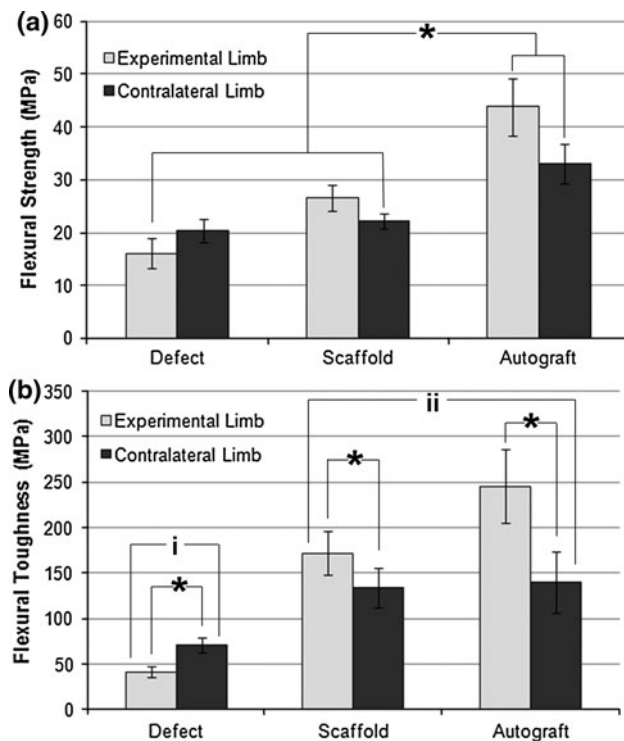 (a)
Flexural Strength (MPa)
60
50
40
30
20
10
0
Experimental Limb
Contralateral Limb
*
Defect Scaffold Autograft
(b)
Flexural Toughness (MPa)
350
300
250
200
150
100
50
0
Experimental Limb
Contralateral Limb
i
*
*
ii
*
Defect Scaffold Autograft